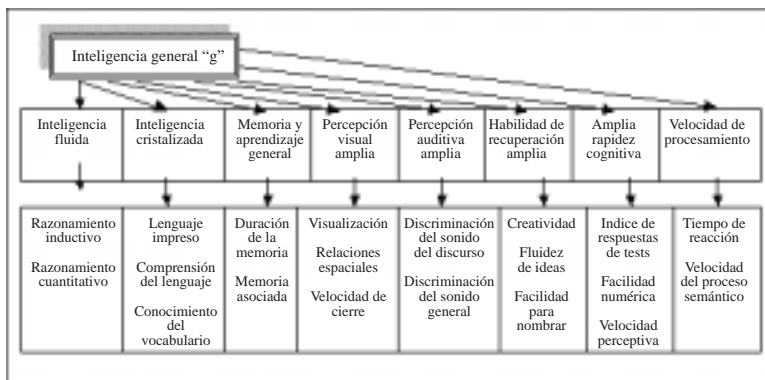 Inteligencia general “g”
Inteligencia
fluida
Inteligencia
cristalizada
Memoria y
aprendizaje
general
Percepción
visual
amplia
Percepción
auditiva
amplia
Habilidad de
recuperación
amplia
Amplia
rapidez
cognitiva
Velocidad de
procesamiento
Razonamiento
inductivo
Razonamiento
cuantitativo
Lenguaje
impreso
Comprensión
del lenguaje
Conocimiento
del
vocabulario
Duración
de la
memoria
Memoria
asociada
Visualización
Relaciones
espaciales
Velocidad de
cierre
Discriminación
del sonido
del discurso
Discriminación
del sonido
general
Creatividad
Fluidez
de ideas
Facilidad
para
nombrar
Indice de
respuestas
de tests
Facilidad
numérica
Velocidad
perceptiva
Tiempo de
reacción
Velocidad
del proceso
semántico